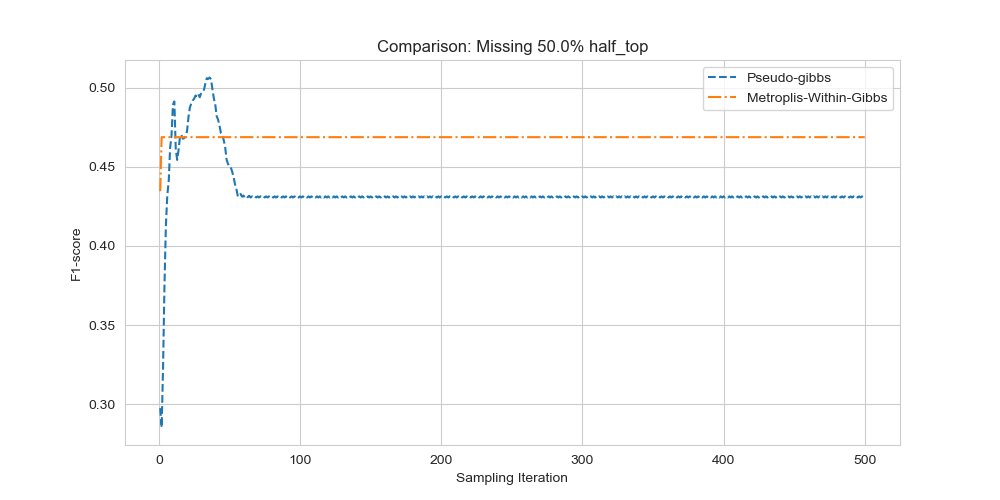 Comparison: Missing 50.0% half_top
Pseudo-gibbs
Metroplis-Within-Gibbs
0.50
0.45
0.40
0.35
0.30
F1-score
0
100
200
300
400
500
Sampling Iteration